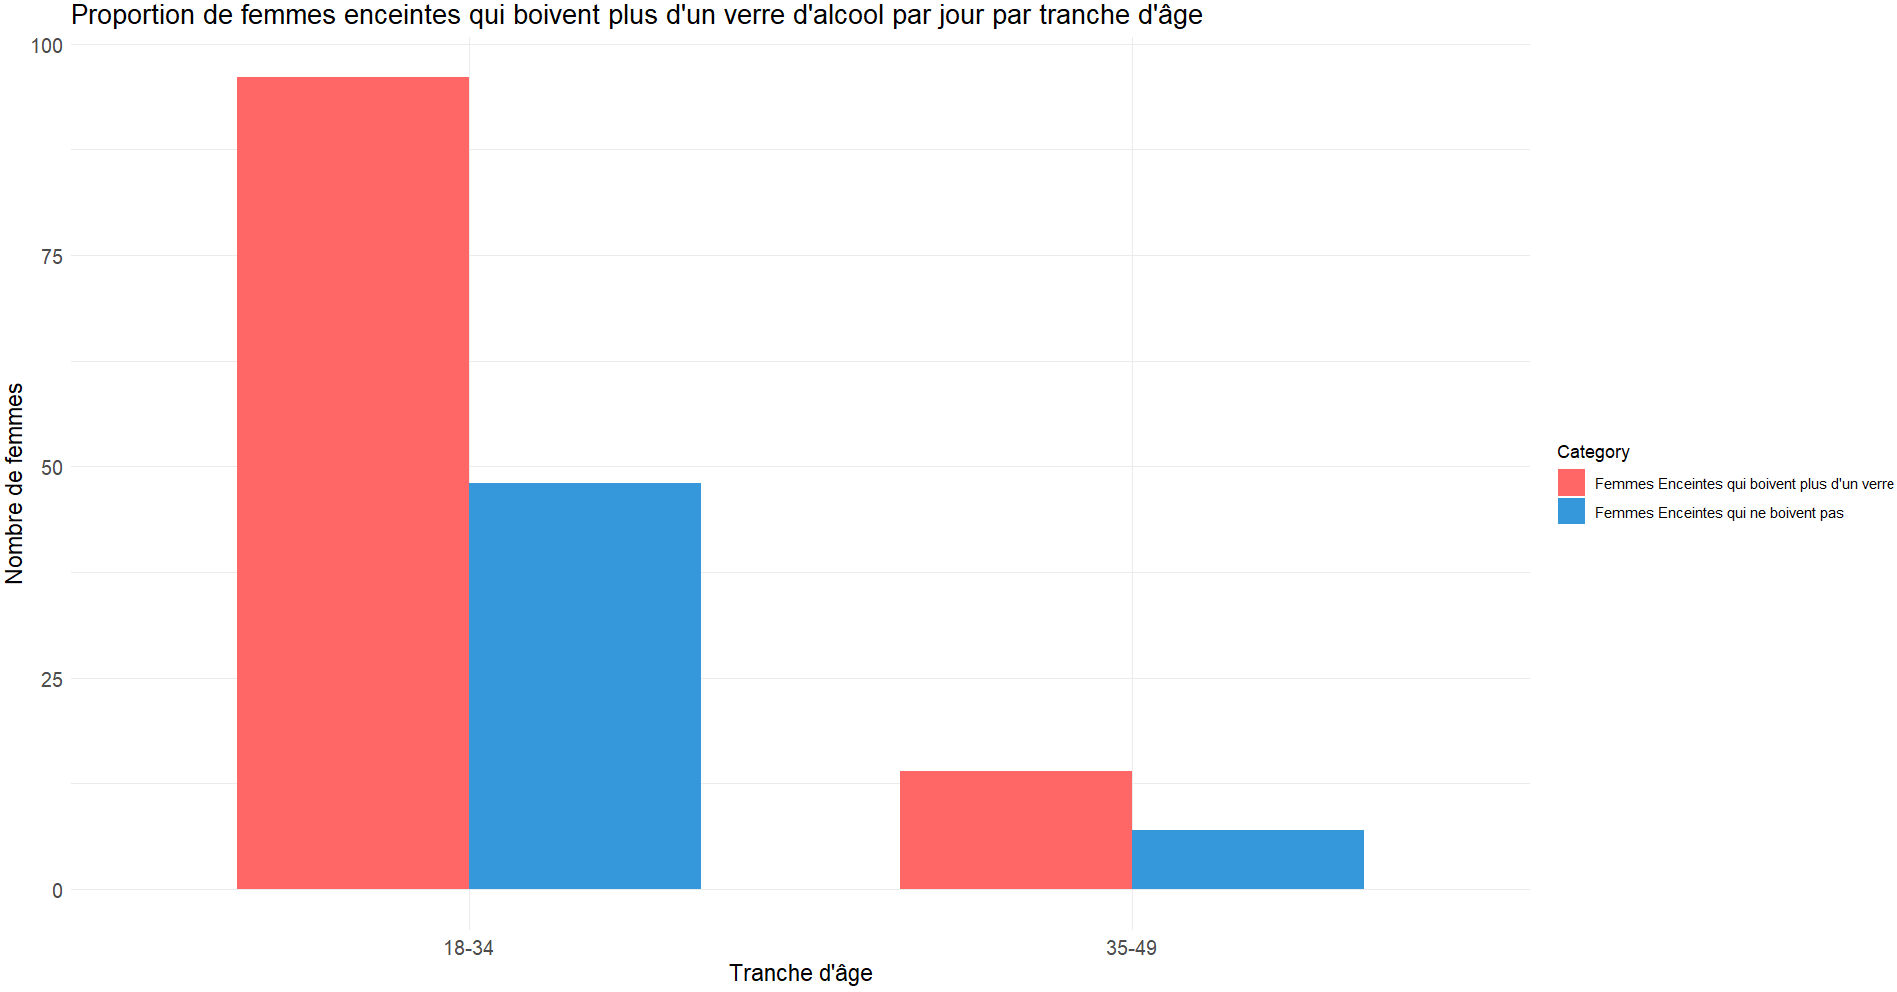 Proportion de femmes enceintes qui boivent plus d'un verre d'alcool par jour par tranche d'âge
Nombre de femmes
100
75
50
25
0
18-34
35-49
Tranche d'âge
Category
Femmes Enceintes qui boivent plus d'un verre
Femmes Enceintes qui ne boivent pas